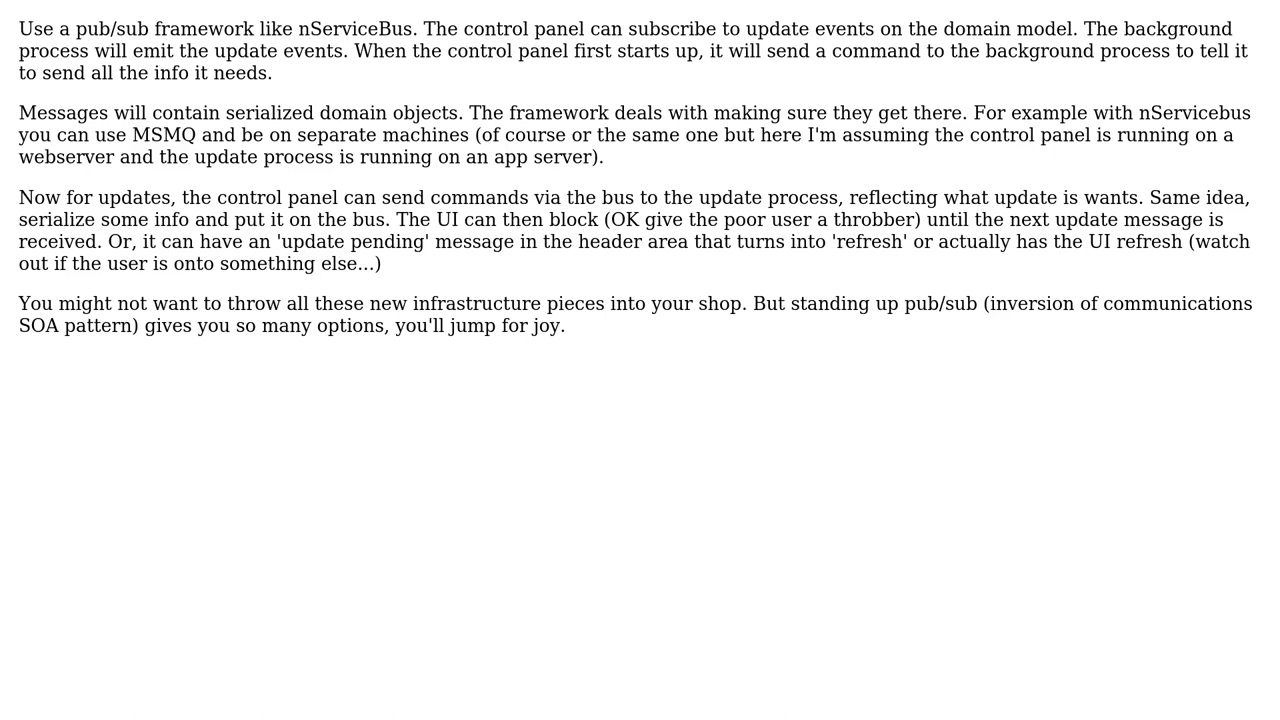 Use a pub/sub framework like nServiceBus. The control panel can subscribe to update events on the domain model. The background
process will emit the update events. When the control panel first starts up, it will send a command to the background process to tell it
to send all the info it needs.
Messages will contain serialized domain objects. The framework deals with making sure they get there. For example with nServicebus
you can use MSMQ and be on separate machines (of course or the same one but here I'm assuming the control panel is running on a
webserver and the update process is running on an app server).
Now for updates, the control panel can send commands via the bus to the update process, reflecting what update is wants. Same idea,
serialize some info and put it on the bus. The UI can then block (OK give the poor user a throbber) until the next update message is
received. Or, it can have an 'update pending' message in the header area that turns into 'refresh' or actually has the UI refresh (watch
out if the user is onto something else...)
You might not want to throw all these new infrastructure pieces into your shop. But standing up pub/sub (inversion of communications
SOA pattern) gives you so many options, you'll jump for joy.